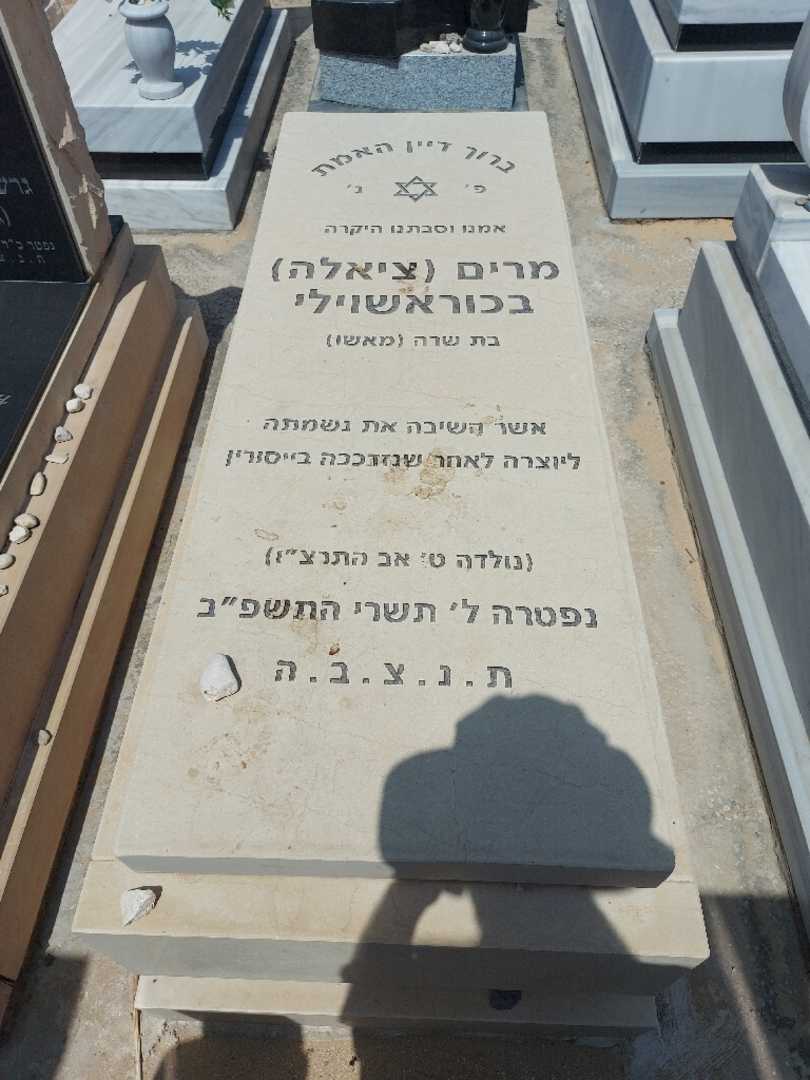 ברוך דיין האמת
פ׳ נ׳
אמנו וסבתנו היקרה
מרים (ציאלה)
בכוראשוילי
בת שרה (מאשו)
אשר השיבה את נשמתה
ליוצרה לאחר שנזדככה בייסורין
(נולדה ט׳ אב התרצ״ו)
נפטרה ל׳ תשרי התשפ״ב
ת . נ . צ . ב . ה